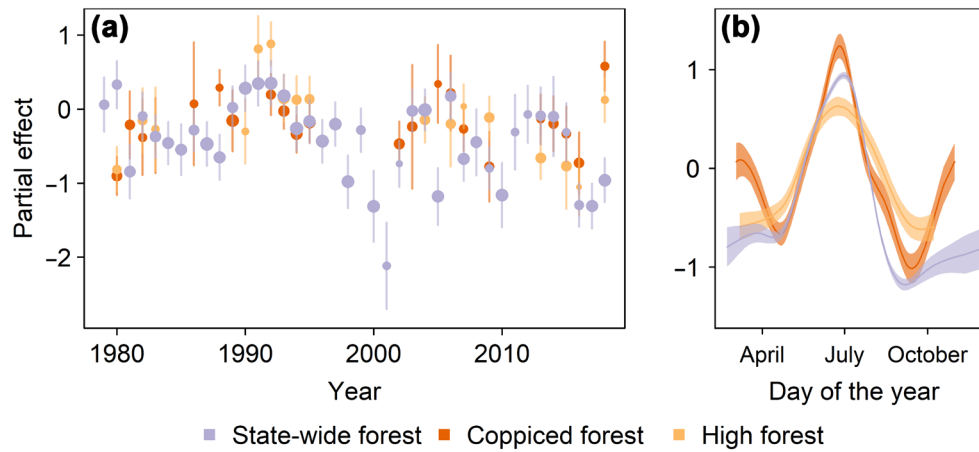 (a)
1
0
−1
−2
Partial effect
1980
1990
2000
2010
Year
(b)
1
0
−1
April
July
October
Day of the year
State-wide forest
Coppiced forest
High forest